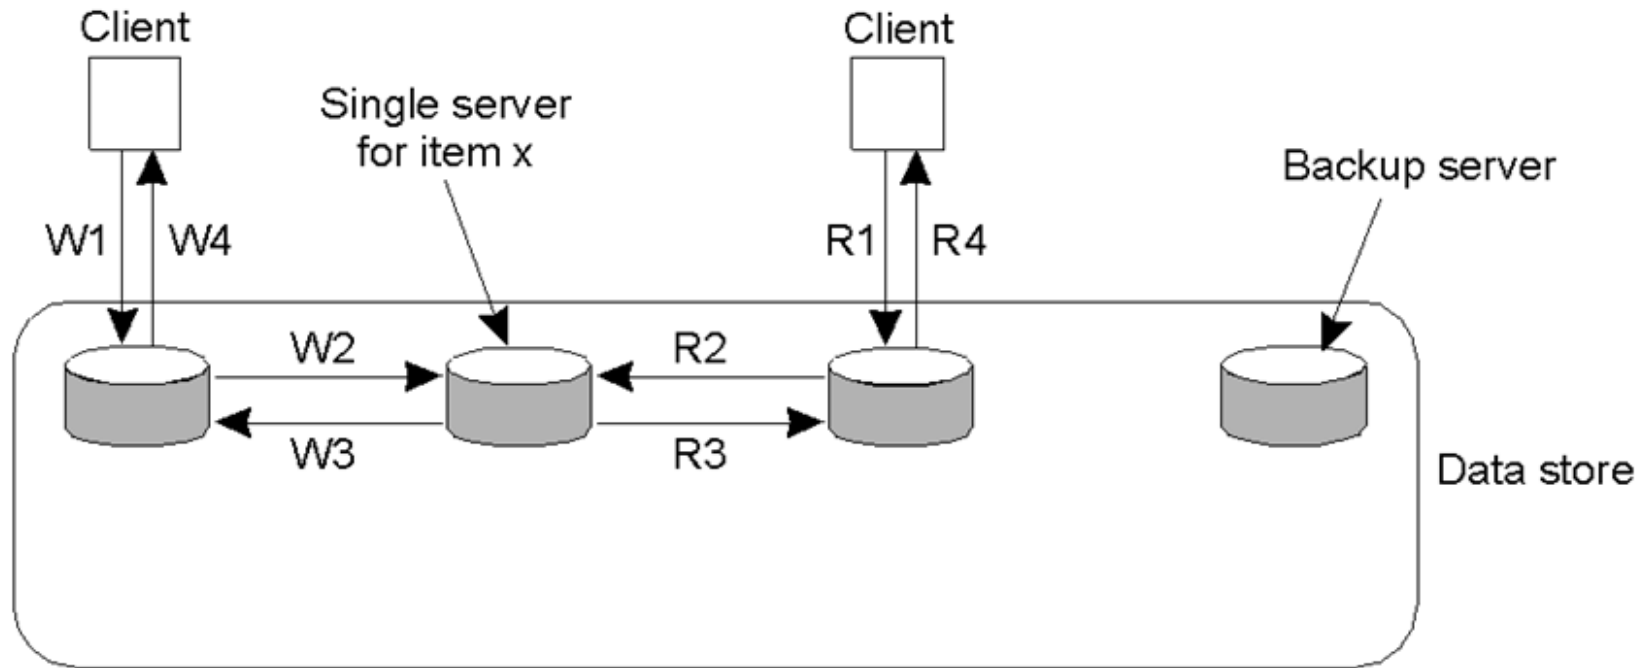 Client
Client
Single server
for item x
Backup server
W1
W4
R1
R4
W2
R2
W3
R3
Data store